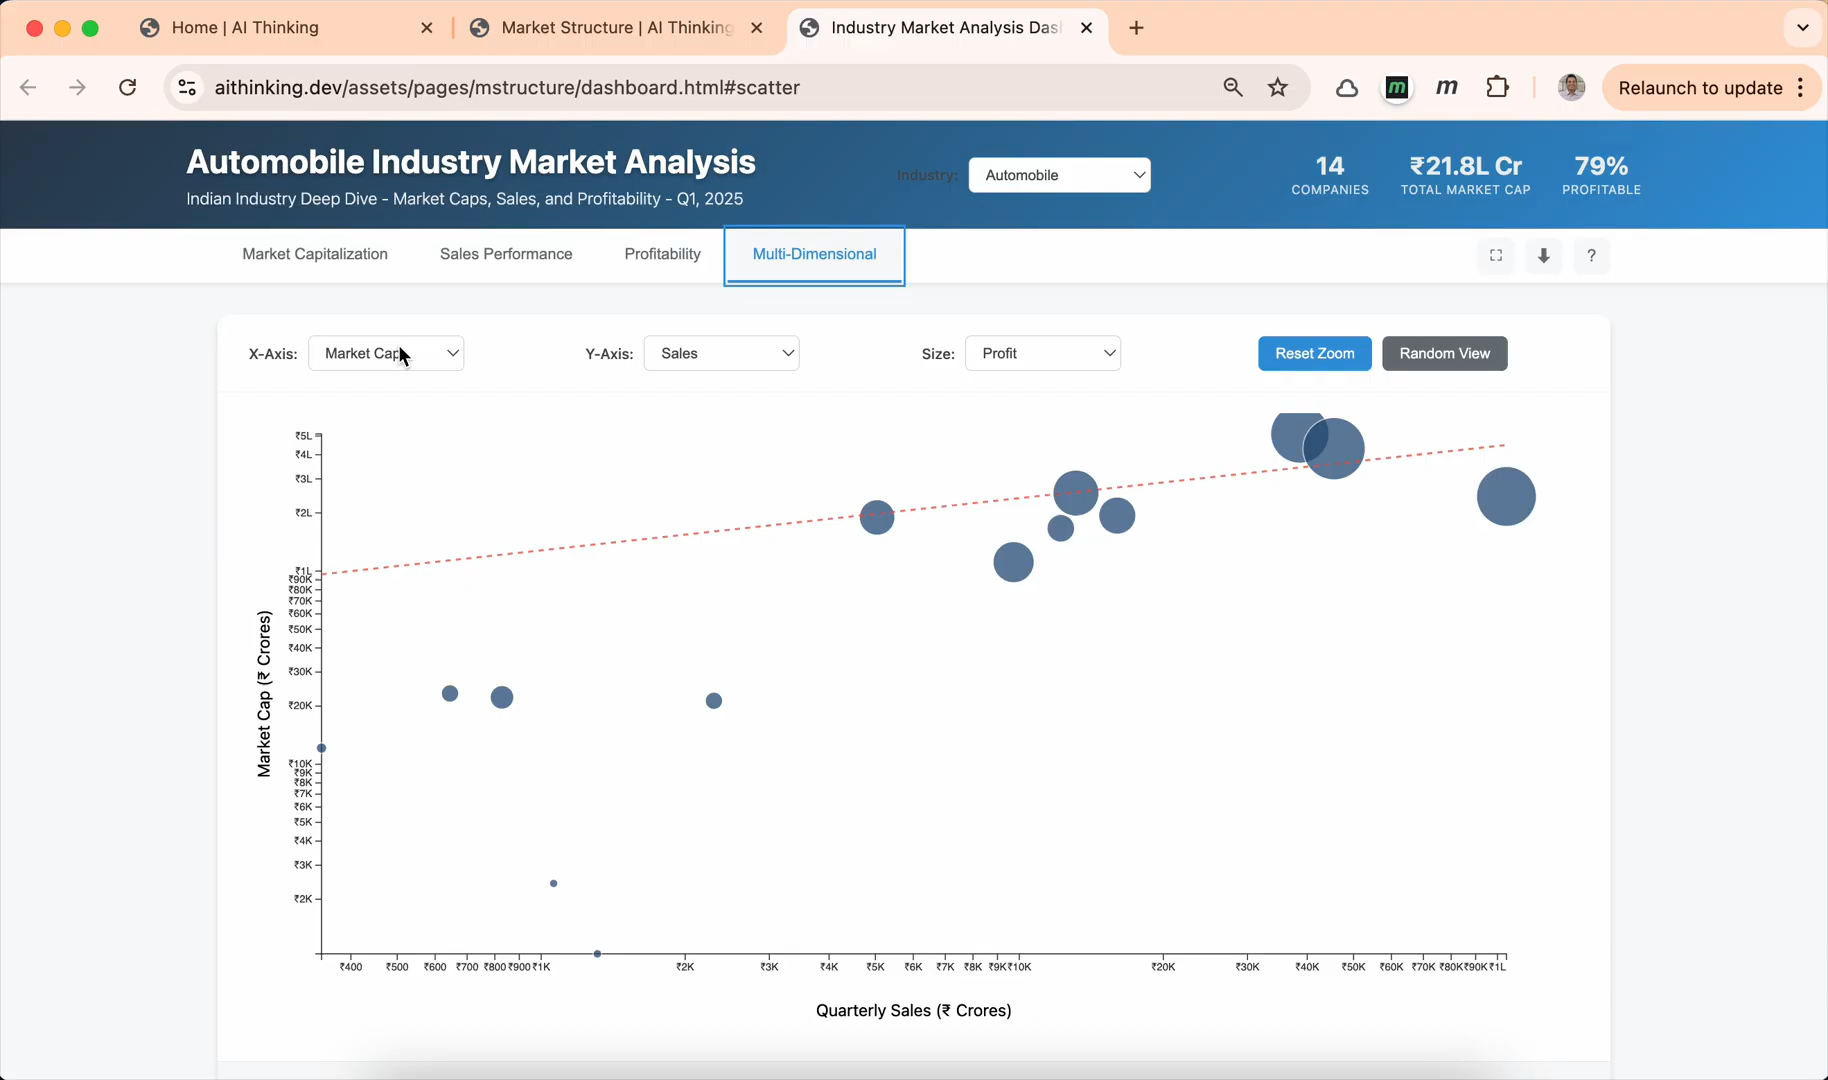 Home | AI Thinking
Market Structure | AI Thinking
Industry Market Analysis Das
aithinking.dev/assets/pages/mstructure/dashboard.html#scatter
m
m
Relaunch to update
Automobile Industry Market Analysis
Indian Industry Deep Dive - Market Caps, Sales, and Profitability - Q1, 2025
Industry:
Automobile
14
COMPANIES
₹21.8L Cr
TOTAL MARKET CAP
79%
PROFITABLE
Market Capitalization
Sales Performance
Profitability
Multi-Dimensional
?
X-Axis:
Market Cap
Y-Axis:
Sales
Size:
Profit
Reset Zoom
Random View
₹5L
₹4L
₹3L
₹2L
₹1L
₹90K
₹80K
₹70K
₹60K
₹50K
₹40K
₹30K
₹20K
₹10K
₹9K
₹8K
₹7K
₹6K
₹5K
₹4K
₹3K
₹2K
Market Cap (₹ Crores)
₹400 ₹500 ₹600 ₹700 ₹800 ₹900 ₹1K ₹2K ₹3K ₹4K ₹5K ₹6K ₹7K ₹8K ₹9K ₹10K ₹20K ₹30K ₹40K ₹50K ₹60K ₹70K ₹80K ₹90K ₹1L
Quarterly Sales (₹ Crores)